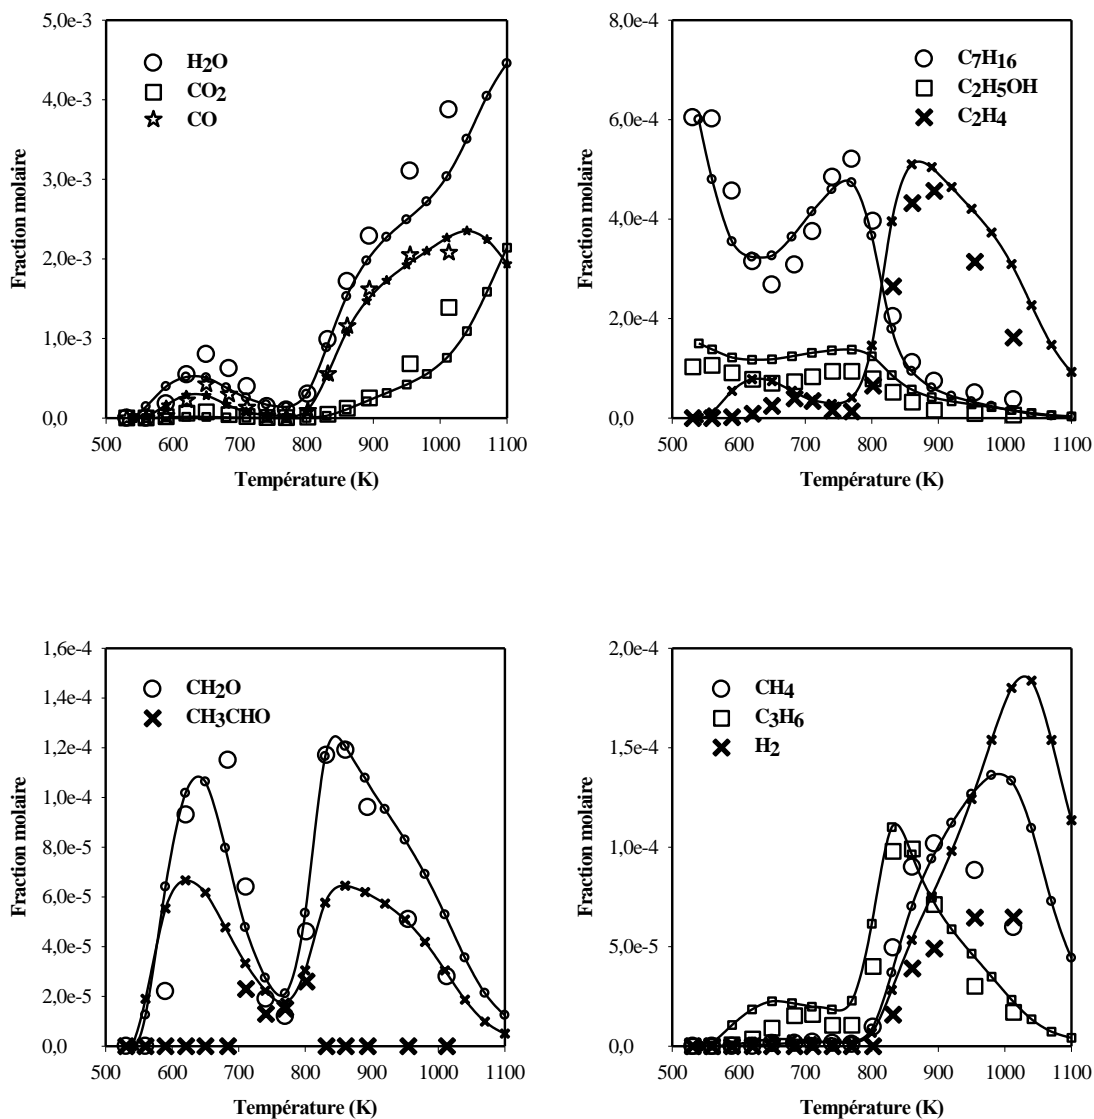 5,0e-3
4,0e-3
3,0e-3
2,0e-3
1,0e-3
0,0
Fraction molaire
H2O
CO2
CO
500 600 700 800 900 1000 1100
Température (K)
8,0e-4
6,0e-4
4,0e-4
2,0e-4
0,0
Fraction molaire
C7H16
C2H5OH
C2H4
500 600 700 800 900 1000 1100
Température (K)
1,6e-4
1,4e-4
1,2e-4
1,0e-4
8,0e-5
6,0e-5
4,0e-5
2,0e-5
0,0
Fraction molaire
CH2O
CH3CHO
500 600 700 800 900 1000 1100
Température (K)
2,0e-4
1,5e-4
1,0e-4
5,0e-5
0,0
Fraction molaire
CH4
C3H6
H2
500 600 700 800 900 1000 1100
Température (K)